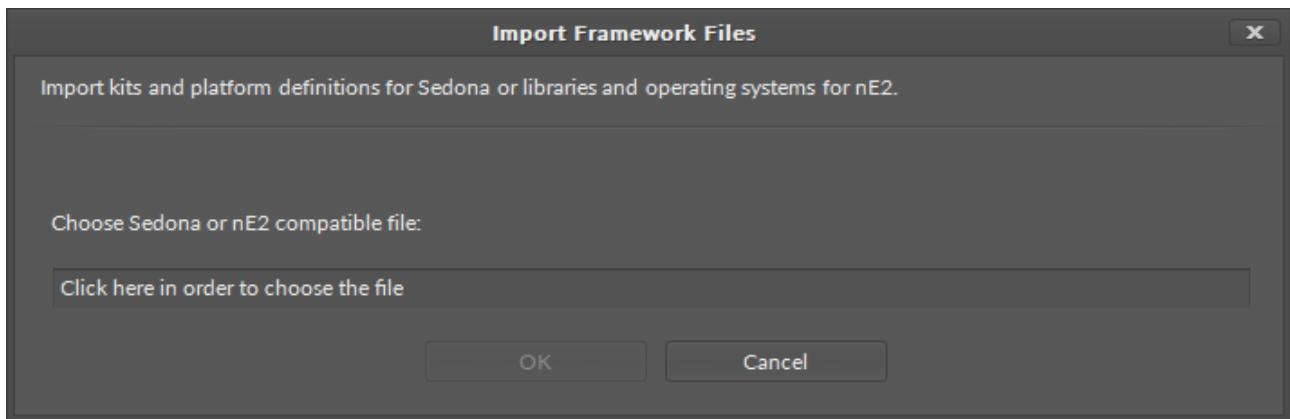 Import Framework Files
Import kits and platform definitions for Sedona or libraries and operating systems for nE2.
Choose Sedona or nE2 compatible file:
Click here in order to choose the file
OK
Cancel